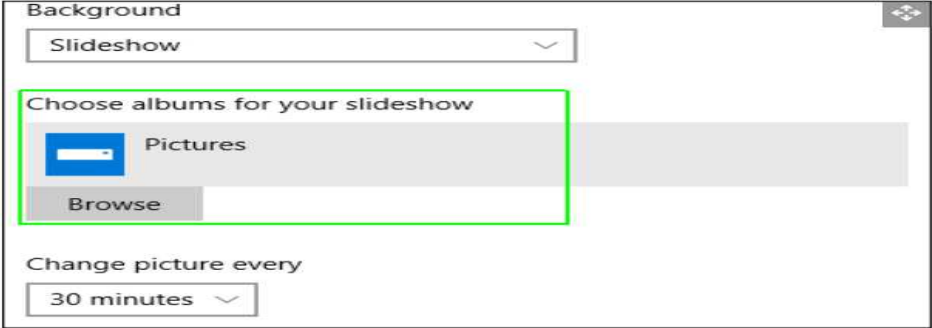 Background
Slideshow
Choose albums for your slideshow
Pictures
Browse
Change picture every
30 minutes